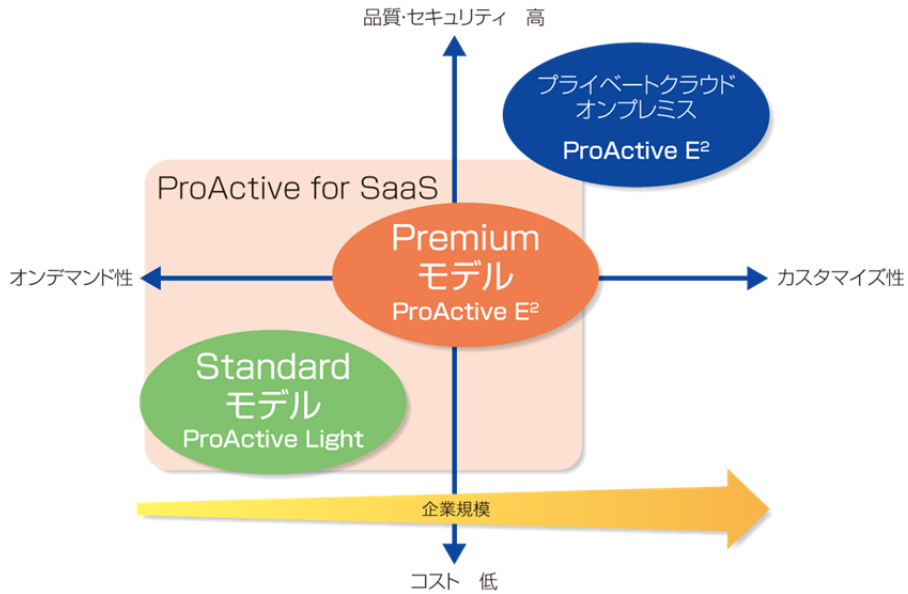 品質・セキュリティ 高
プライベートクラウド
オンプレミス
ProActive E²
ProActive for SaaS
Premium
モデル
ProActive E²
オンデマンド性
カスタマイズ性
Standard
モデル
ProActive Light
企業規模
コスト 低